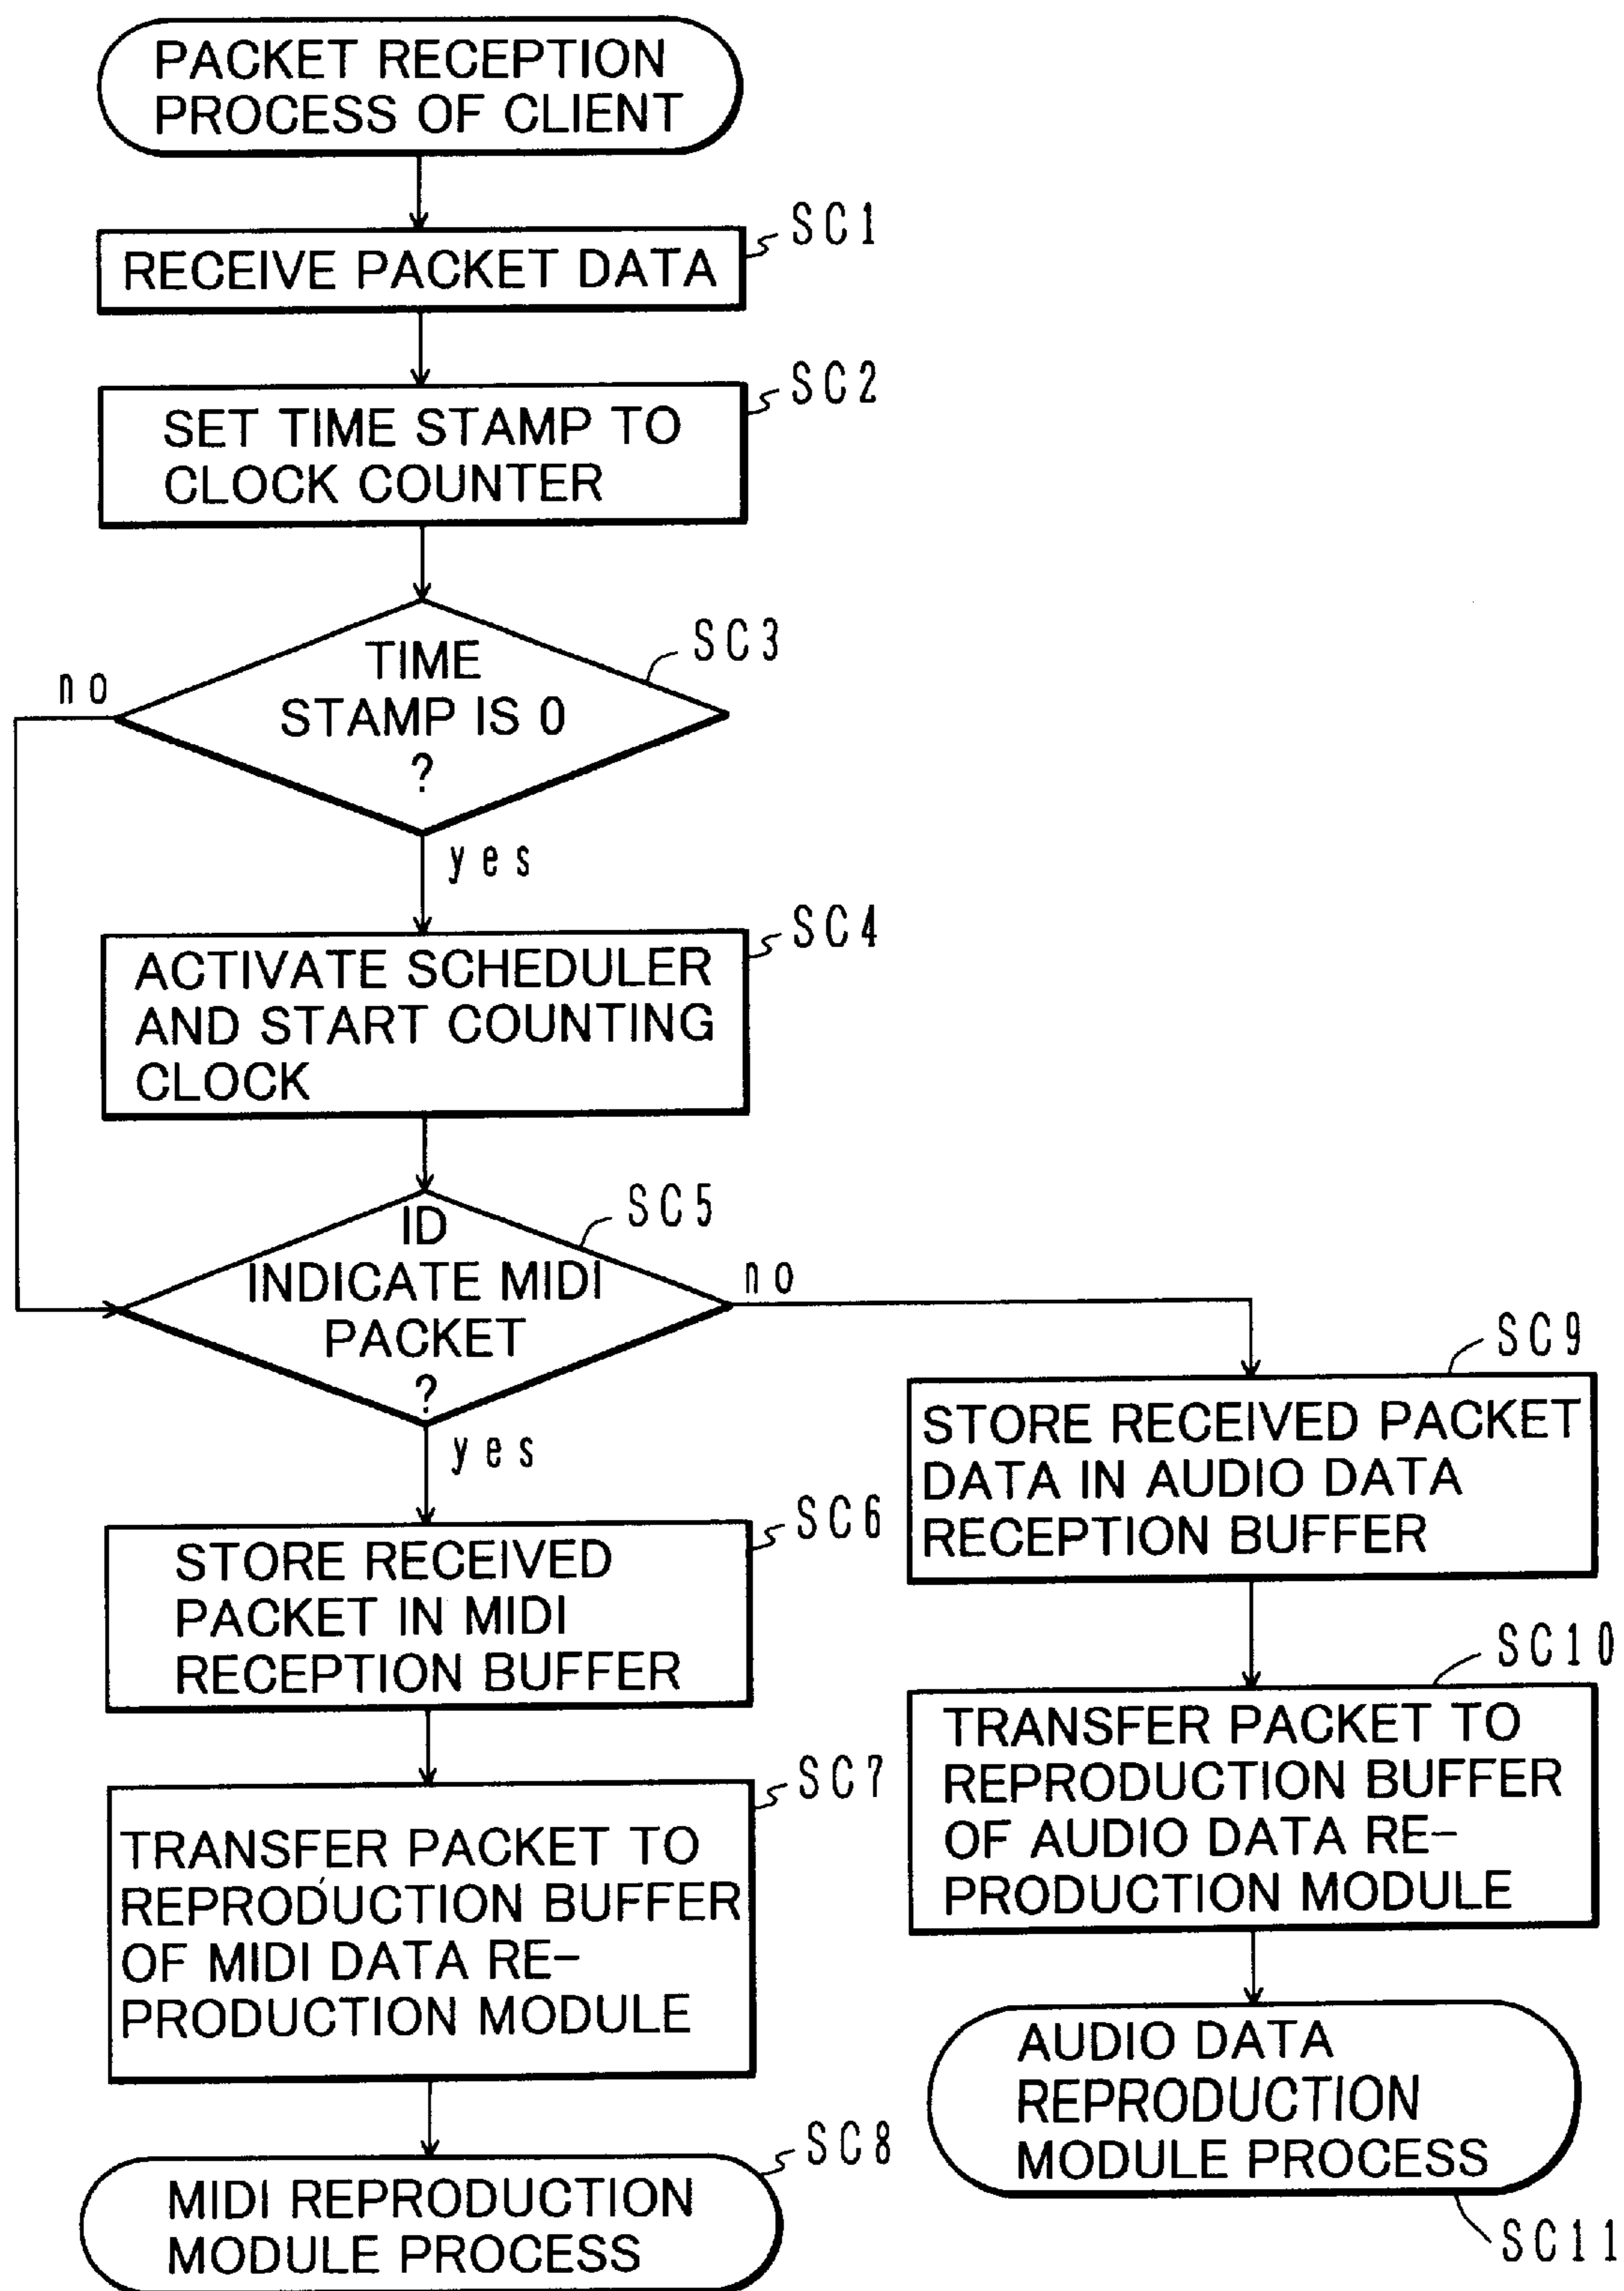 PACKET RECEPTION
PROCESS OF CLIENT
SC1
RECEIVE PACKET DATA
SC2
SET TIME STAMP TO
CLOCK COUNTER
SC3
TIME
STAMP IS 0
?
no
yes
SC4
ACTIVATE SCHEDULER
AND START COUNTING
CLOCK
SC5
ID
INDICATE MIDI
PACKET
?
no
yes
SC6
STORE RECEIVED
PACKET IN MIDI
RECEPTION BUFFER
SC7
TRANSFER PACKET TO
REPRODUCTION BUFFER
OF MIDI DATA RE-
PRODUCTION MODULE
SC8
MIDI REPRODUCTION
MODULE PROCESS
SC9
STORE RECEIVED PACKET
DATA IN AUDIO DATA
RECEPTION BUFFER
SC10
TRANSFER PACKET TO
REPRODUCTION BUFFER
OF AUDIO DATA RE-
PRODUCTION MODULE
AUDIO DATA
REPRODUCTION
MODULE PROCESS
SC11